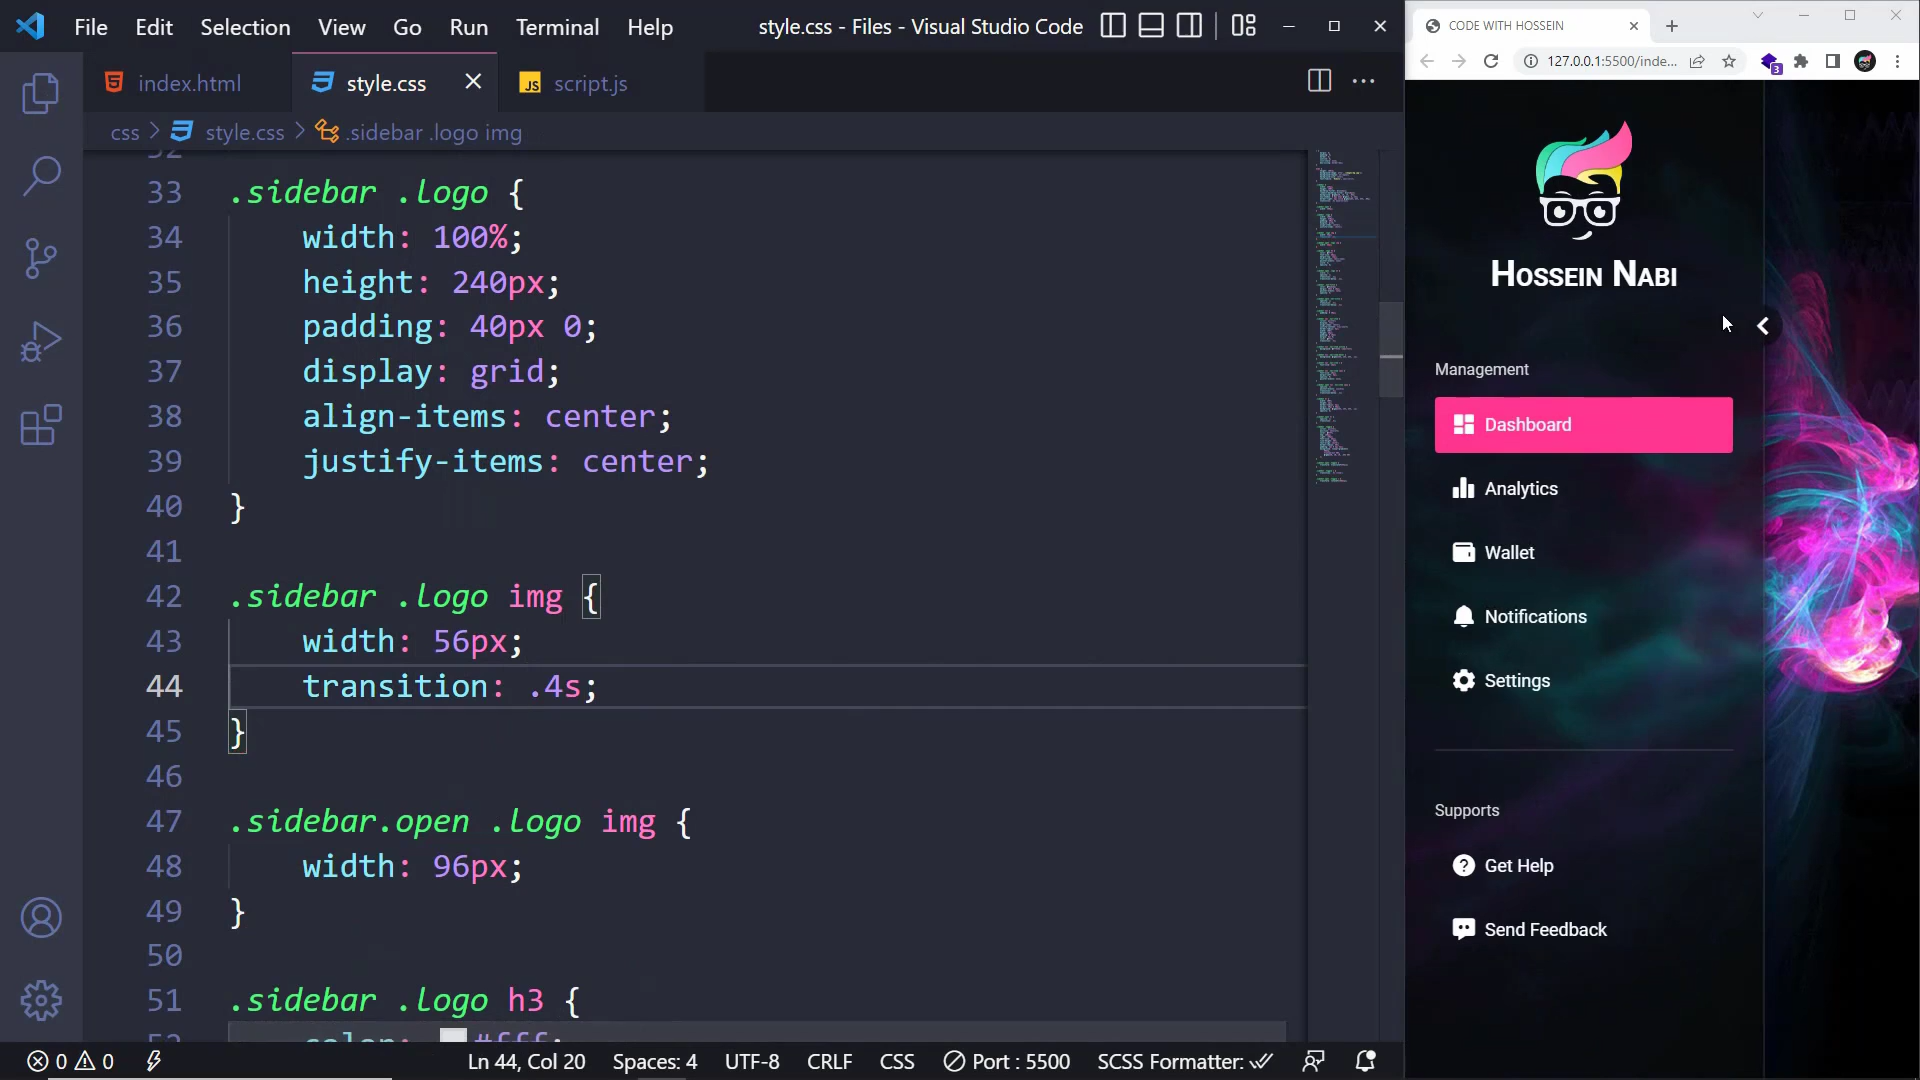 File Edit Selection View Go Run Terminal Help
style.css - Files - Visual Studio Code
index.html
style.css
JS script.js
css > style.css > .sidebar .logo img
32
33 .sidebar .logo {
34 width: 100%;
35 height: 240px;
36 padding: 40px 0;
37 display: grid;
38 align-items: center;
39 justify-items: center;
40 }
41
42 .sidebar .logo img {
43 width: 56px;
44 transition: .4s;
45 }
46
47 .sidebar.open .logo img {
48 width: 96px;
49 }
50
51 .sidebar .logo h3 {
52 color: #fff;
0 0
Ln 44, Col 20 Spaces: 4 UTF-8 CRLF CSS Port : 5500 SCSS Formatter:
CODE WITH HOSSEIN
127.0.0.1:5500/inde...
3
Hossein Nabi
Management
Dashboard
Analytics
Wallet
Notifications
Settings
Supports
Get Help
Send Feedback